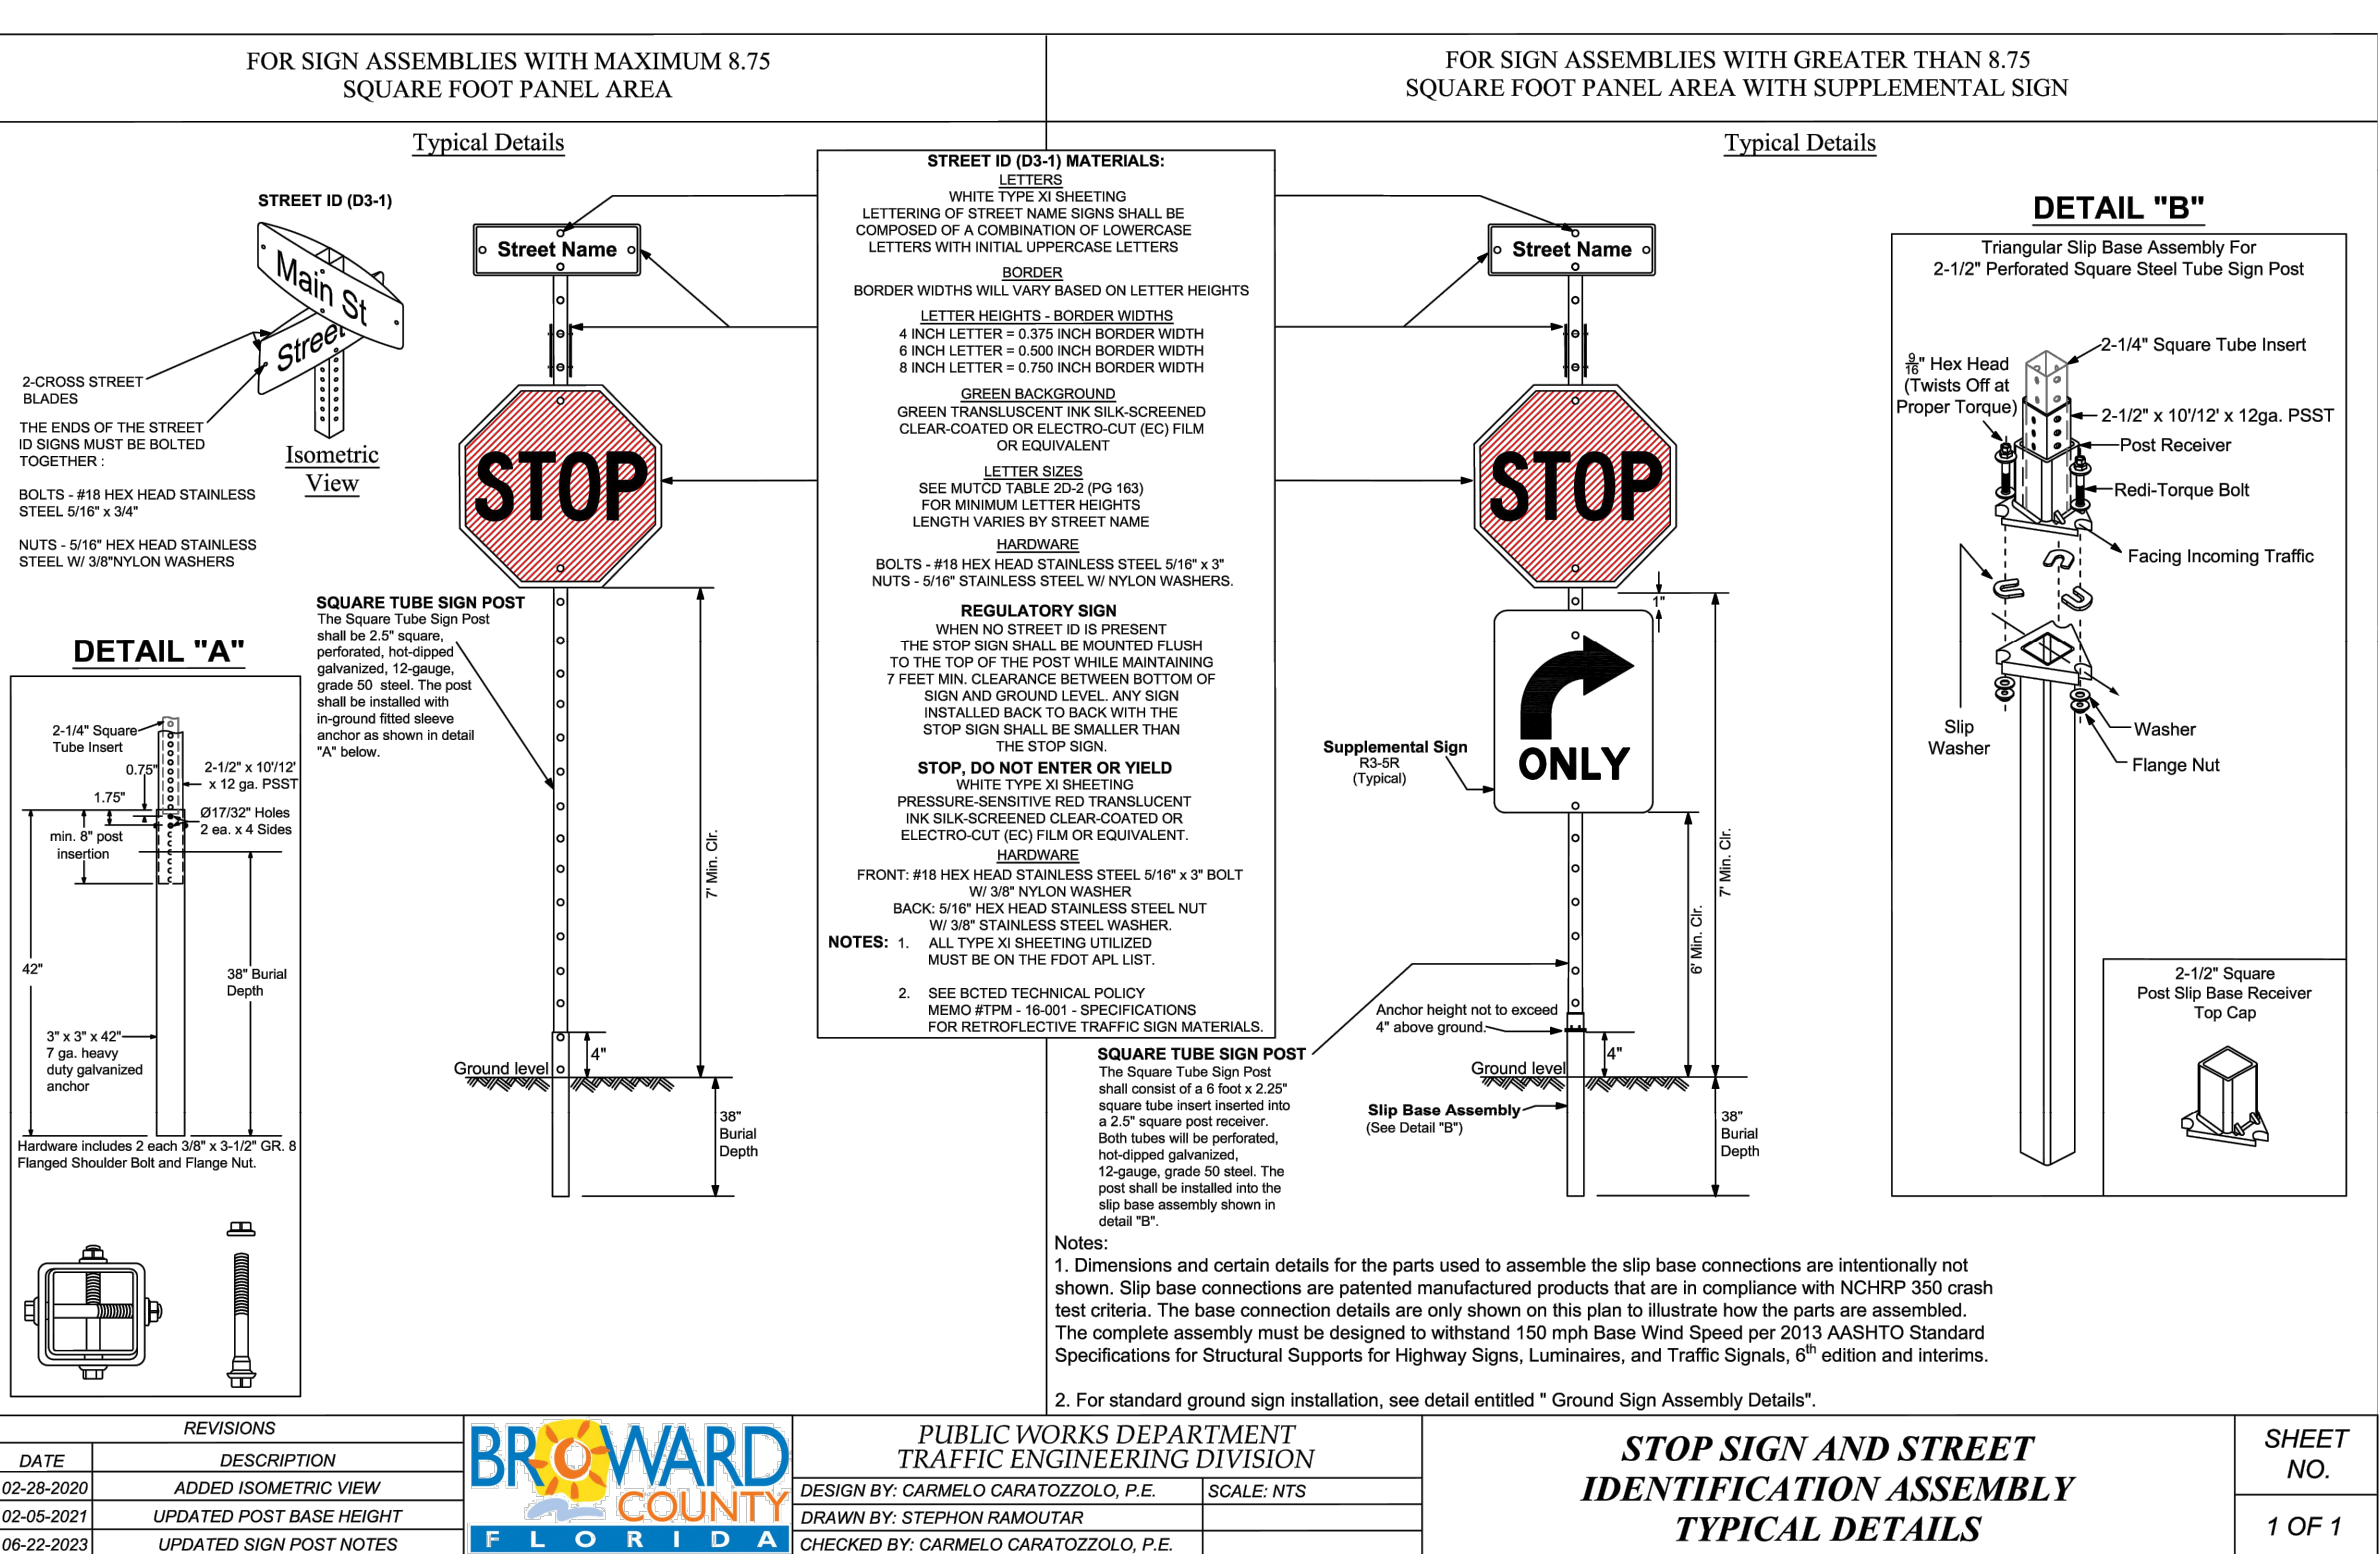 FOR SIGN ASSEMBLIES WITH MAXIMUM 8.75
SQUARE FOOT PANEL AREA
FOR SIGN ASSEMBLIES WITH GREATER THAN 8.75
SQUARE FOOT PANEL AREA WITH SUPPLEMENTAL SIGN
Typical Details
STREET ID (D3-1)
Main St
Street
2-CROSS STREET
BLADES
THE ENDS OF THE STREET
ID SIGNS MUST BE BOLTED
TOGETHER :
BOLTS - #18 HEX HEAD STAINLESS
STEEL 5/16" x 3/4"
NUTS - 5/16" HEX HEAD STAINLESS
STEEL W/ 3/8"NYLON WASHERS
Isometric
View
Street Name
STOP
SQUARE TUBE SIGN POST
The Square Tube Sign Post
shall be 2.5" square,
perforated, hot-dipped
galvanized, 12-gauge,
grade 50 steel. The post
shall be installed with
in-ground fitted sleeve
anchor as shown in detail
"A" below.
7' Min. Clr.
4"
Ground level
38"
Burial
Depth
DETAIL "A"
2-1/4" Square
Tube Insert
0.75"
2-1/2" x 10'/12'
x 12 ga. PSST
1.75"
Ø17/32" Holes
2 ea. x 4 Sides
min. 8" post
insertion
42"
38" Burial
Depth
3" x 3" x 42"
7 ga. heavy
duty galvanized
anchor
Hardware includes 2 each 3/8" x 3-1/2" GR. 8
Flanged Shoulder Bolt and Flange Nut.
STREET ID (D3-1) MATERIALS:
LETTERS
WHITE TYPE XI SHEETING
LETTERING OF STREET NAME SIGNS SHALL BE
COMPOSED OF A COMBINATION OF LOWERCASE
LETTERS WITH INITIAL UPPERCASE LETTERS
BORDER
BORDER WIDTHS WILL VARY BASED ON LETTER HEIGHTS
LETTER HEIGHTS - BORDER WIDTHS
4 INCH LETTER = 0.375 INCH BORDER WIDTH
6 INCH LETTER = 0.500 INCH BORDER WIDTH
8 INCH LETTER = 0.750 INCH BORDER WIDTH
GREEN BACKGROUND
GREEN TRANSLUSCENT INK SILK-SCREENED
CLEAR-COATED OR ELECTRO-CUT (EC) FILM
OR EQUIVALENT
LETTER SIZES
SEE MUTCD TABLE 2D-2 (PG 163)
FOR MINIMUM LETTER HEIGHTS
LENGTH VARIES BY STREET NAME
HARDWARE
BOLTS - #18 HEX HEAD STAINLESS STEEL 5/16" x 3"
NUTS - 5/16" STAINLESS STEEL W/ NYLON WASHERS.
REGULATORY SIGN
WHEN NO STREET ID IS PRESENT
THE STOP SIGN SHALL BE MOUNTED FLUSH
TO THE TOP OF THE POST WHILE MAINTAINING
7 FEET MIN. CLEARANCE BETWEEN BOTTOM OF
SIGN AND GROUND LEVEL. ANY SIGN
INSTALLED BACK TO BACK WITH THE
STOP SIGN SHALL BE SMALLER THAN
THE STOP SIGN.
STOP, DO NOT ENTER OR YIELD
WHITE TYPE XI SHEETING
PRESSURE-SENSITIVE RED TRANSLUCENT
INK SILK-SCREENED CLEAR-COATED OR
ELECTRO-CUT (EC) FILM OR EQUIVALENT.
HARDWARE
FRONT: #18 HEX HEAD STAINLESS STEEL 5/16" x 3" BOLT
W/ 3/8" NYLON WASHER
BACK: 5/16" HEX HEAD STAINLESS STEEL NUT
W/ 3/8" STAINLESS STEEL WASHER.
NOTES: 1. ALL TYPE XI SHEETING UTILIZED
MUST BE ON THE FDOT APL LIST.
2. SEE BCTED TECHNICAL POLICY
MEMO #TPM - 16-001 - SPECIFICATIONS
FOR RETROFLECTIVE TRAFFIC SIGN MATERIALS.
Typical Details
Street Name
STOP
1"
ONLY
Supplemental Sign
R3-5R
(Typical)
7' Min. Clr.
6' Min. Clr.
Anchor height not to exceed
4" above ground.
4"
Ground level
Slip Base Assembly
(See Detail "B")
38"
Burial
Depth
SQUARE TUBE SIGN POST
The Square Tube Sign Post
shall consist of a 6 foot x 2.25"
square tube insert inserted into
a 2.5" square post receiver.
Both tubes will be perforated,
hot-dipped galvanized,
12-gauge, grade 50 steel. The
post shall be installed into the
slip base assembly shown in
detail "B".
DETAIL "B"
Triangular Slip Base Assembly For
2-1/2" Perforated Square Steel Tube Sign Post
2-1/4" Square Tube Insert
9/16" Hex Head
(Twists Off at
Proper Torque)
2-1/2" x 10'/12' x 12ga. PSST
Post Receiver
Redi-Torque Bolt
Facing Incoming Traffic
Slip
Washer
Washer
Flange Nut
2-1/2" Square
Post Slip Base Receiver
Top Cap
Notes:
1. Dimensions and certain details for the parts used to assemble the slip base connections are intentionally not
shown. Slip base connections are patented manufactured products that are in compliance with NCHRP 350 crash
test criteria. The base connection details are only shown on this plan to illustrate how the parts are assembled.
The complete assembly must be designed to withstand 150 mph Base Wind Speed per 2013 AASHTO Standard
Specifications for Structural Supports for Highway Signs, Luminaires, and Traffic Signals, 6th edition and interims.
2. For standard ground sign installation, see detail entitled " Ground Sign Assembly Details".
REVISIONS
DATE DESCRIPTION
02-28-2020 ADDED ISOMETRIC VIEW
02-05-2021 UPDATED POST BASE HEIGHT
06-22-2023 UPDATED SIGN POST NOTES
BROWARD
COUNTY
FLORIDA
PUBLIC WORKS DEPARTMENT
TRAFFIC ENGINEERING DIVISION
DESIGN BY: CARMELO CARATOZZOLO, P.E. SCALE: NTS
DRAWN BY: STEPHON RAMOUTAR
CHECKED BY: CARMELO CARATOZZOLO, P.E.
STOP SIGN AND STREET
IDENTIFICATION ASSEMBLY
TYPICAL DETAILS
SHEET
NO.
1 OF 1